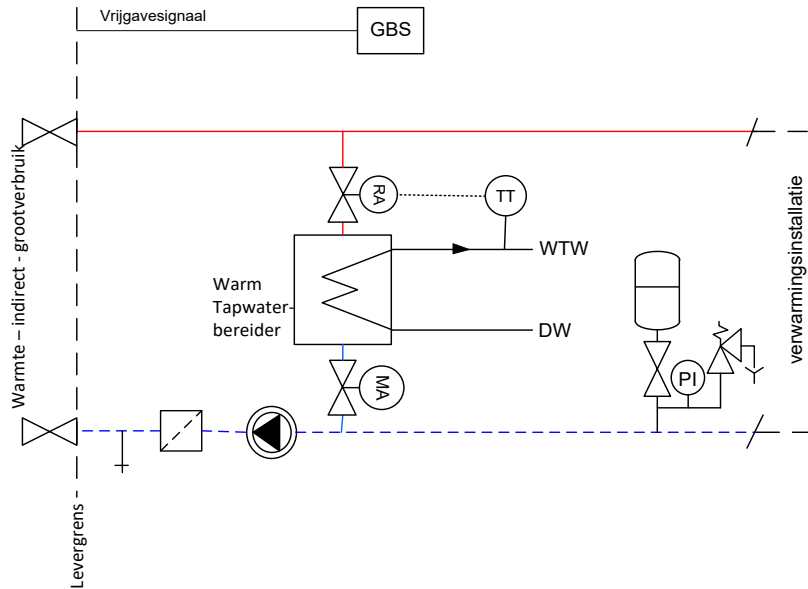 Vrijgavesignaal
GBS
Warmte – indirect - grootverbruik
RA
TT
WTW
Warm
Tapwater-
bereider
DW
MA
PI
verwarmingsinstallatie
Levergrens -